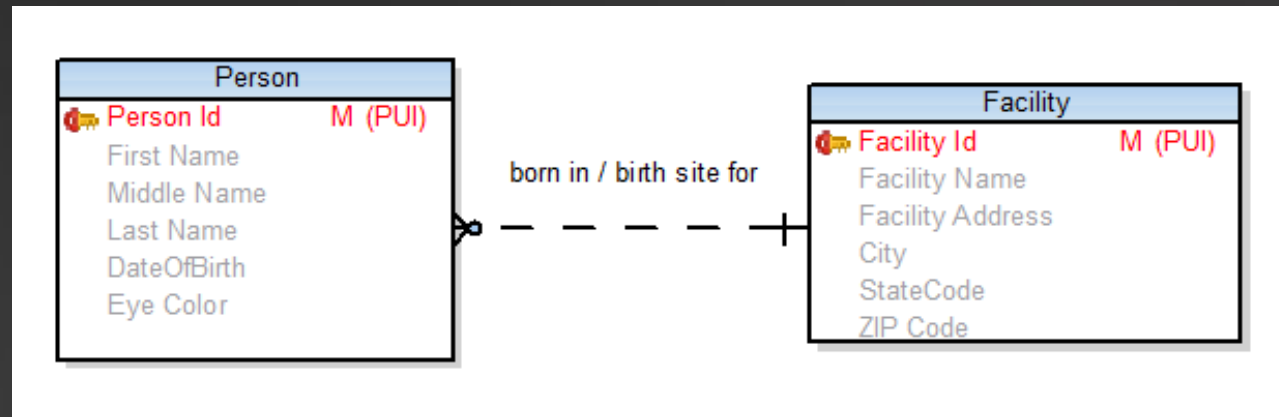 Person
Person Id M (PUI)
First Name
Middle Name
Last Name
DateOfBirth
Eye Color
born in / birth site for
Facility
Facility Id M (PUI)
Facility Name
Facility Address
City
StateCode
ZIP Code